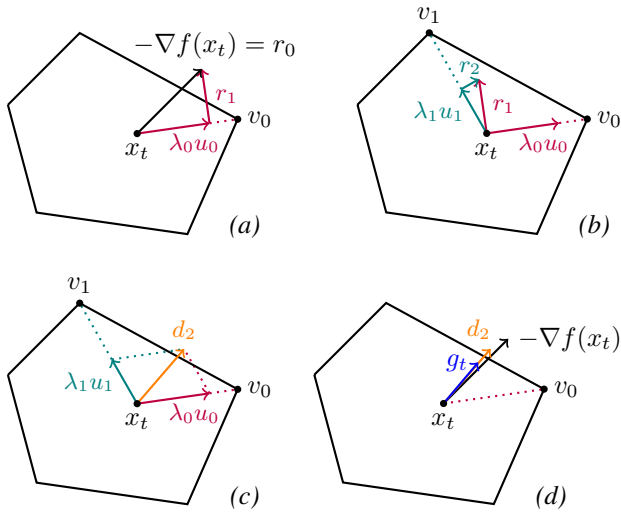 −∇f(x_t) = r_0
r_1
v_0
x_t
λ_0u_0
(a)
v_1
r_2
λ_1u_1
r_1
v_0
x_t
λ_0u_0
(b)
v_1
d_2
λ_1u_1
v_0
x_t
λ_0u_0
(c)
d_2
−∇f(x_t)
g_t
v_0
x_t
(d)